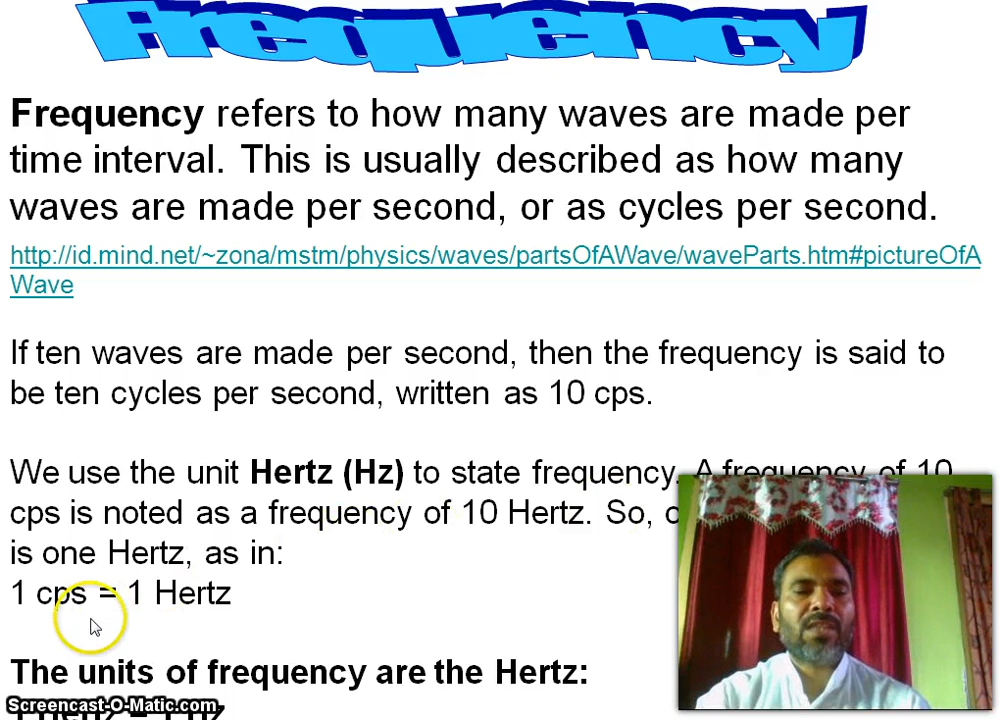 Frequency
Frequency refers to how many waves are made per
time interval. This is usually described as how many
waves are made per second, or as cycles per second.
http://id.mind.net/~zona/mstm/physics/waves/partsOfAWave/waveParts.htm#pictureOfA
Wave
If ten waves are made per second, then the frequency is said to
be ten cycles per second, written as 10 cps.
We use the unit Hertz (Hz) to state frequency. A frequency of 10
cps is noted as a frequency of 10 Hertz. So,
is one Hertz, as in:
1 cps = 1 Hertz
The units of frequency are the Hertz:
Screencast-O-Matic.com